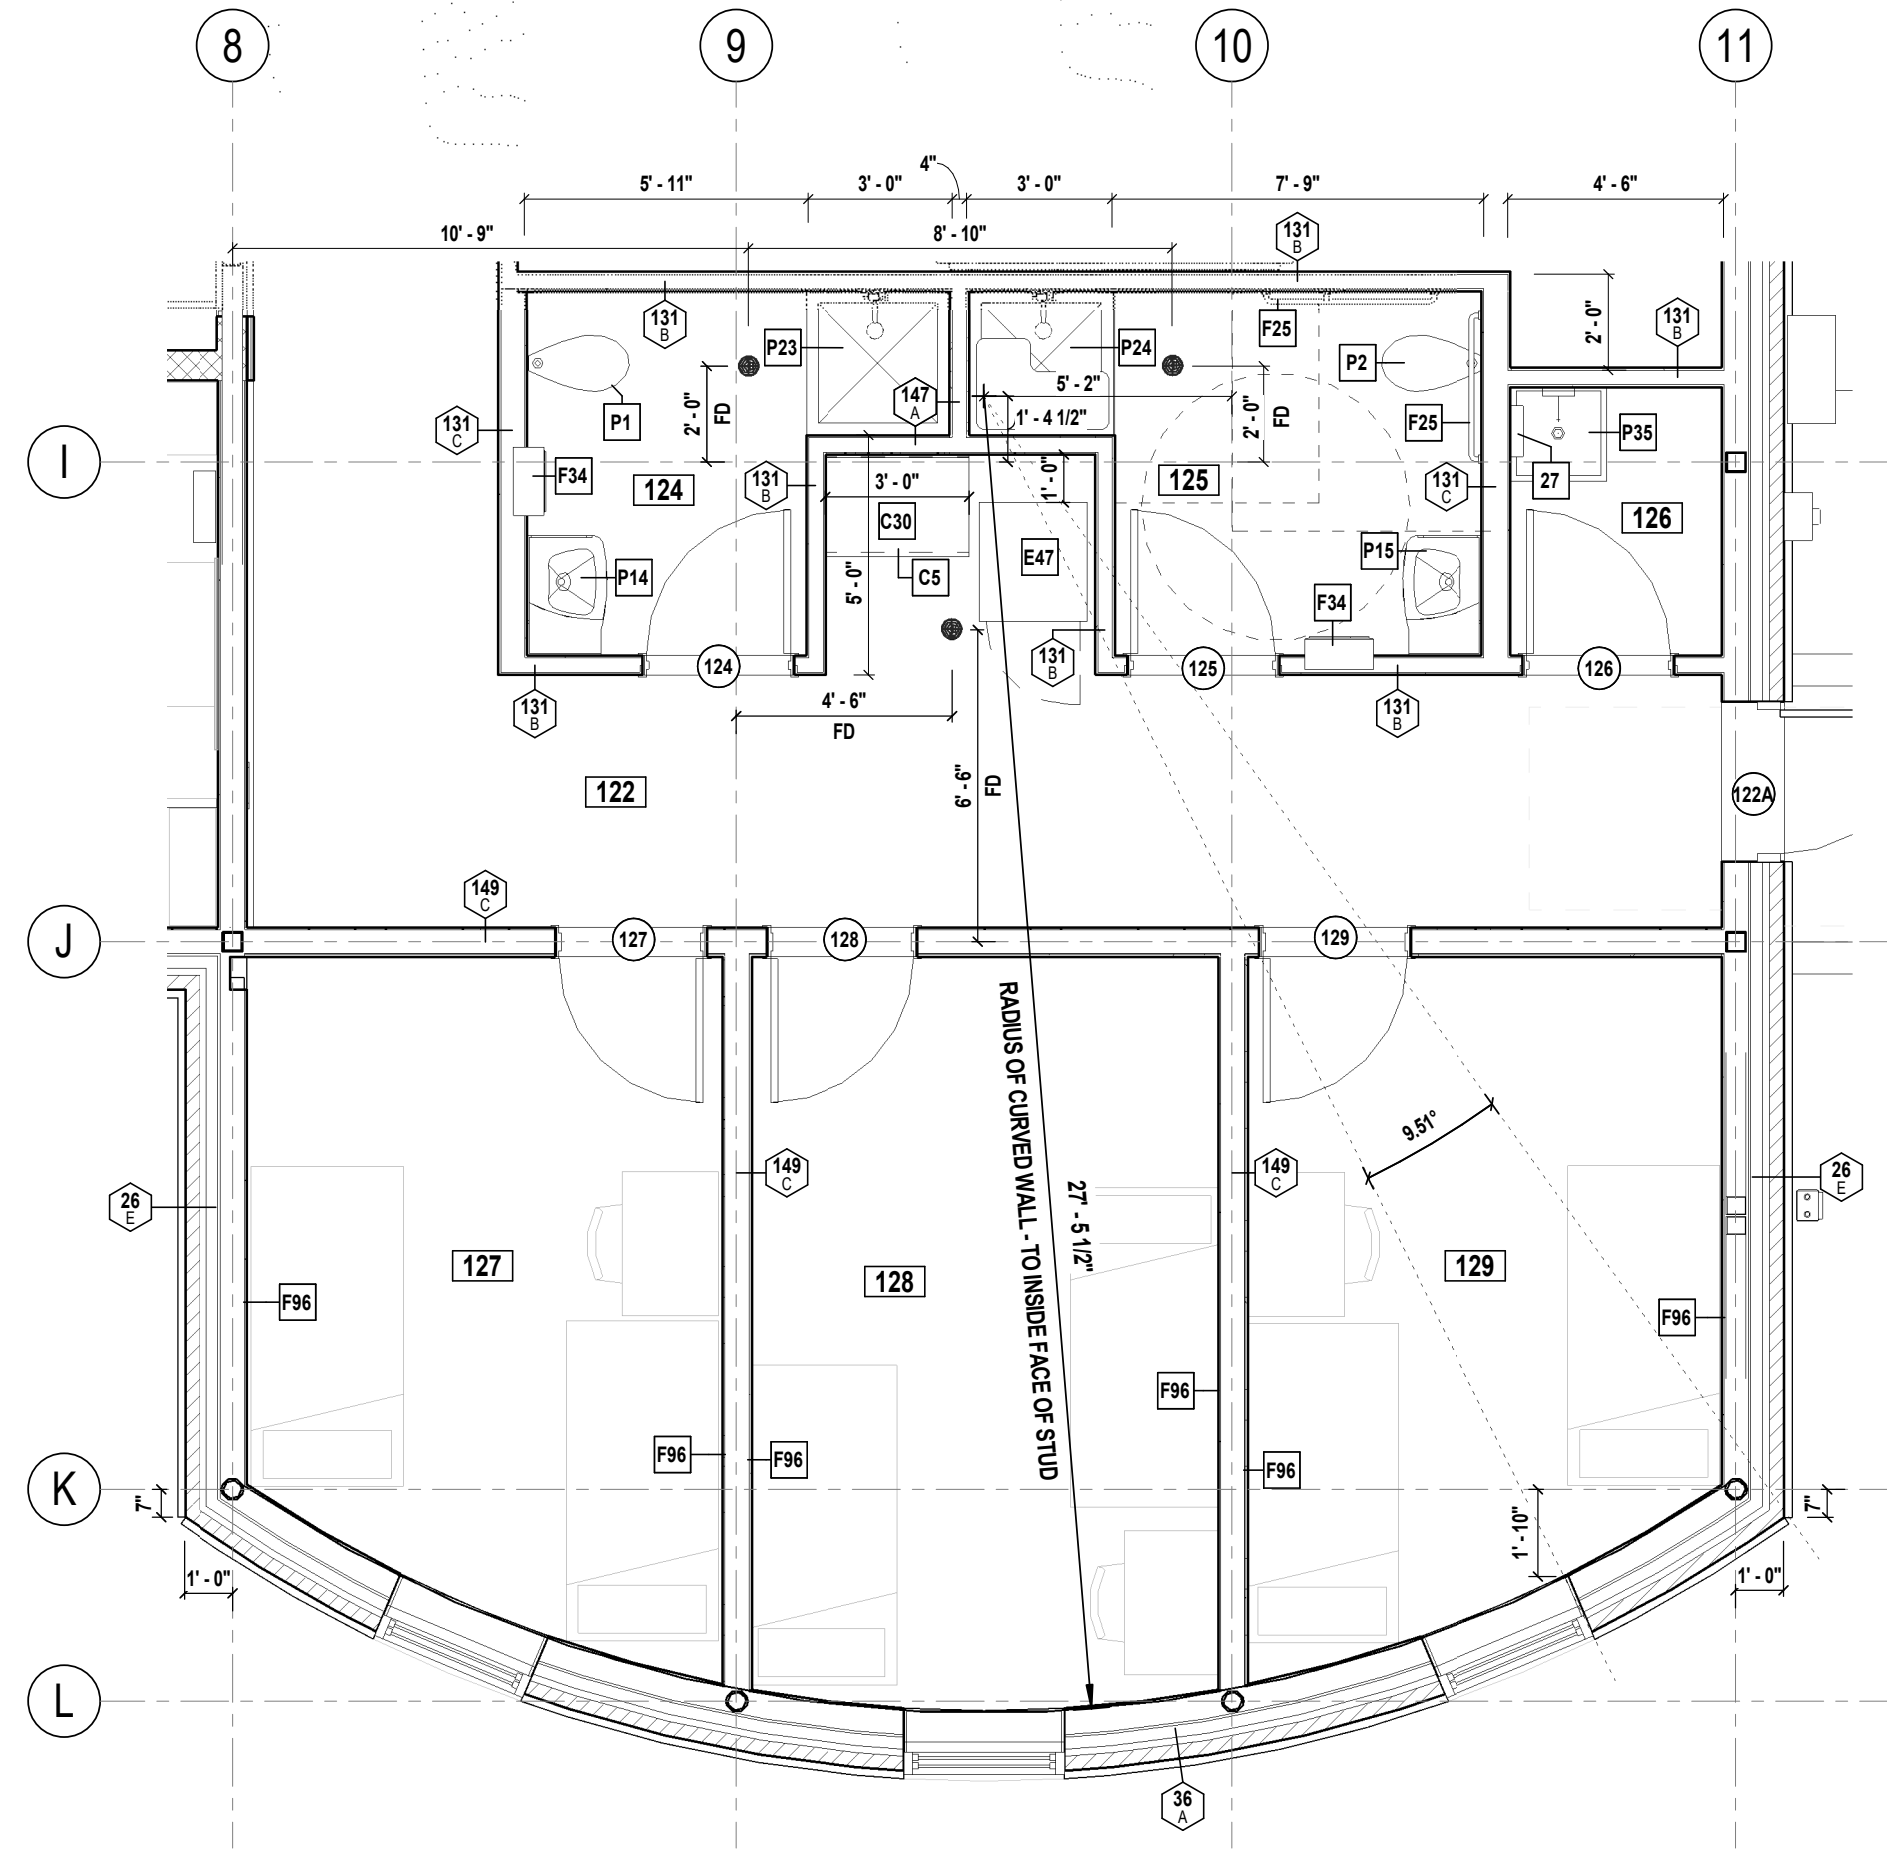 8 9 10 11
4"
5' - 11" 3' - 0" 3' - 0" 7' - 9" 4' - 6"
10' - 9" 8' - 10"
131 B
131 B
131 B
2' - 0"
P23
P24
F25
P2
P1
5' - 2"
147 A
1' - 4 1/2"
2' - 0"
FD
2' - 0"
FD
131 C
F25
P35
I
F34
124
131 B
3' - 0"
1' - 0"
125
131 C
27
C30
126
E47
P15
P14
C5
5' - 0"
F34
131 B
124
125
126
131 B
4' - 6"
FD
131 B
6' - 6"
FD
122
122A
149 C
J
127
128
129
RADIUS OF CURVED WALL - TO INSIDE FACE OF STUD
27' - 5 1/2"
9.51°
149 C
149 C
26 E
26 E
127
128
129
F96
F96
F96
F96
F96
F96
K
7"
7"
1' - 10"
1' - 0"
1' - 0"
L
36 A